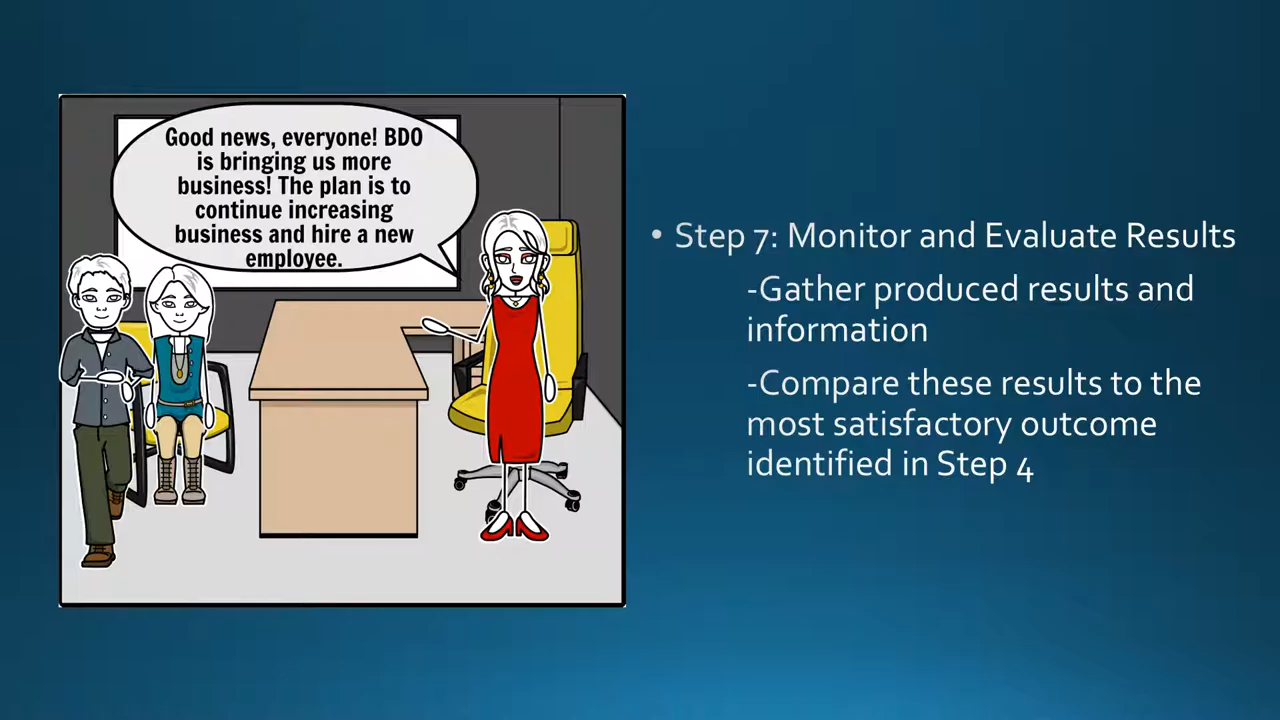 Good news, everyone! BDO
is bringing us more
business! The plan is to
continue increasing
business and hire a new
employee.
• Step 7: Monitor and Evaluate Results
-Gather produced results and
information
-Compare these results to the
most satisfactory outcome
identified in Step 4